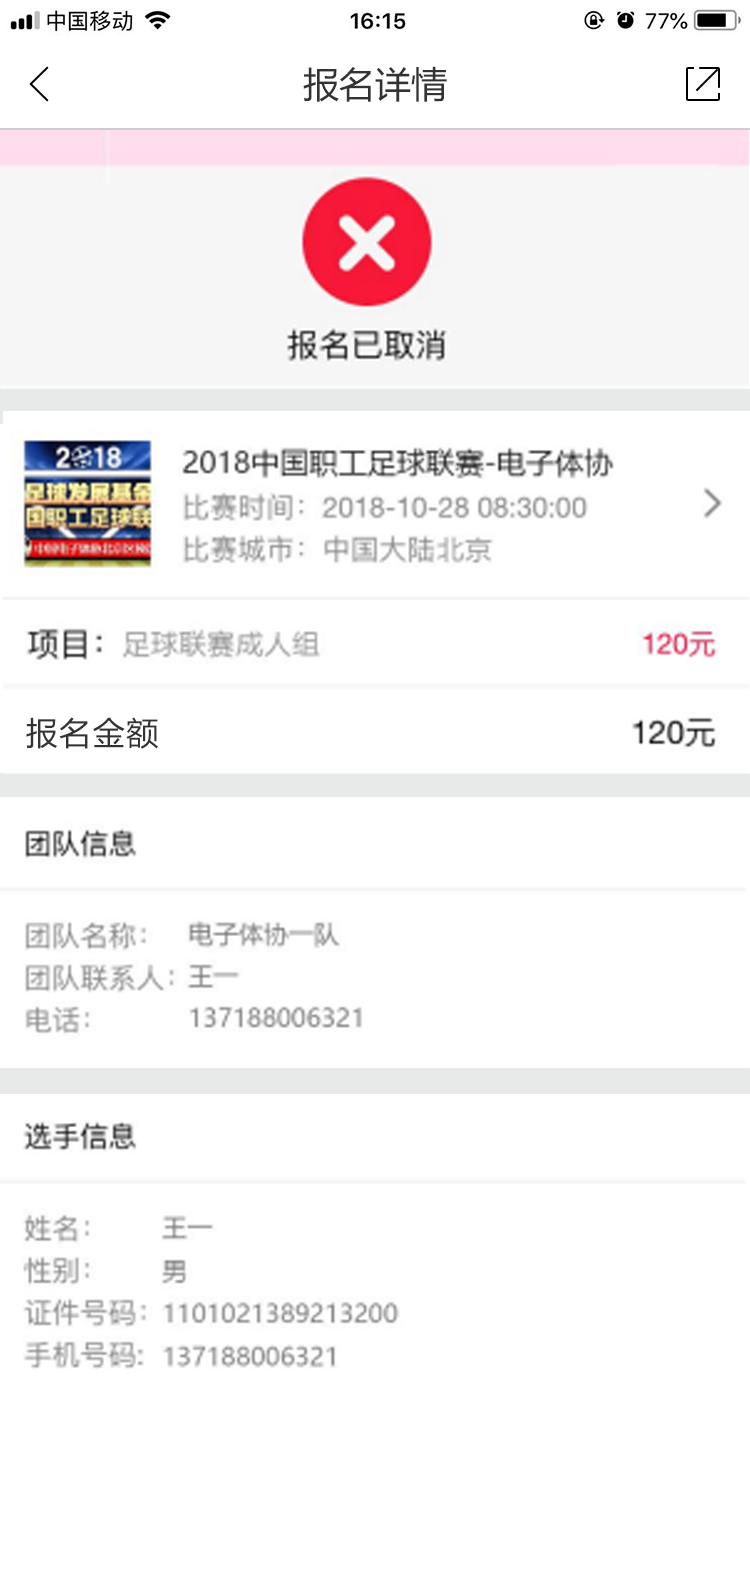 中国移动 16:15 77%
报名详情
报名已取消
2018
足球发展基金
国职工足球联
2018中国职工足球联赛-电子体协
比赛时间：2018-10-28 08:30:00
比赛城市：中国大陆北京
项目：足球联赛成人组 120元
报名金额 120元
团队信息
团队名称：电子体协一队
团队联系人：王一
电话：137188006321
选手信息
姓名：王一
性别：男
证件号码：1101021389213200
手机号码:137188006321